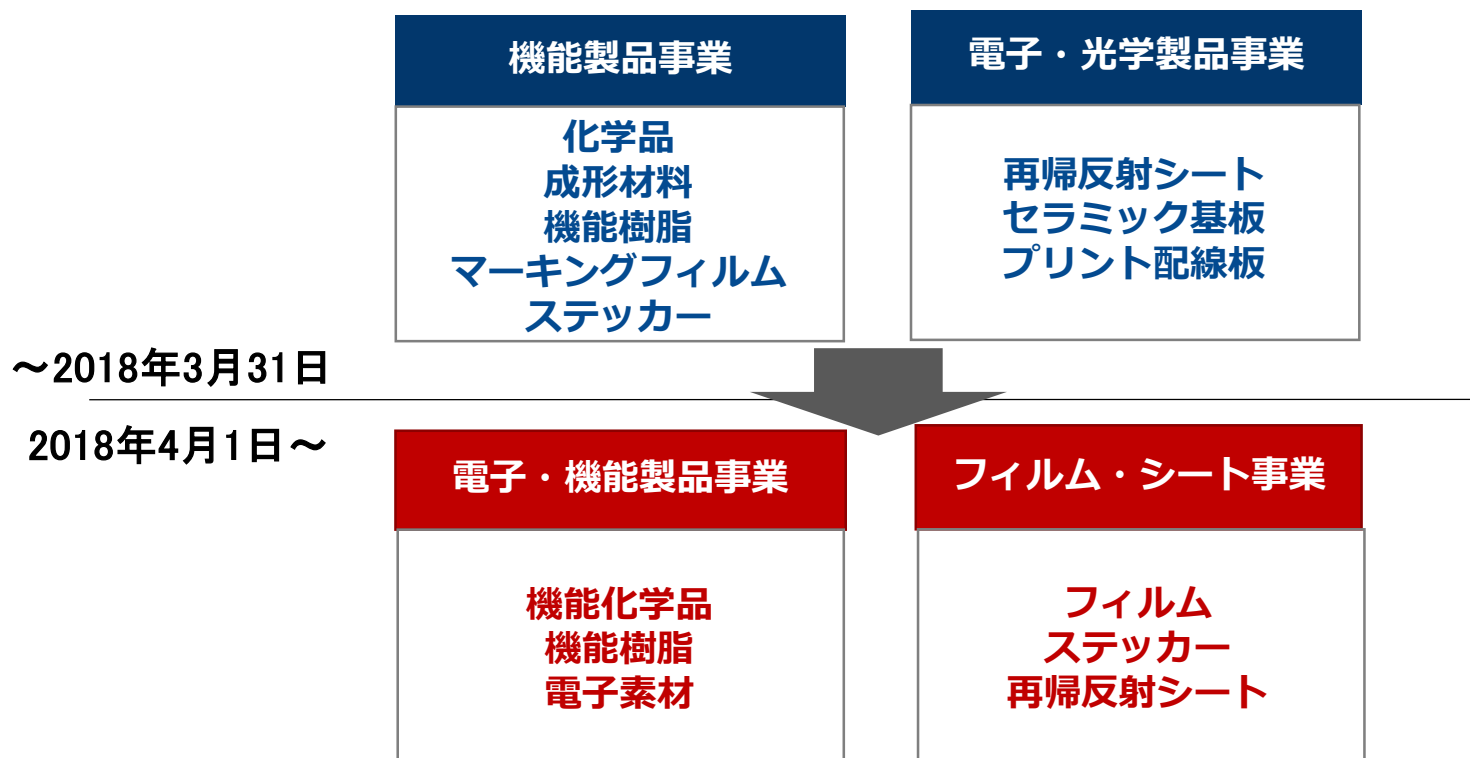 機能製品事業
化学品
成形材料
機能樹脂
マーキングフィルム
ステッカー
電子・光学製品事業
再帰反射シート
セラミック基板
プリント配線板
～2018年3月31日
2018年4月1日～
電子・機能製品事業
機能化学品
機能樹脂
電子素材
フィルム・シート事業
フィルム
ステッカー
再帰反射シート